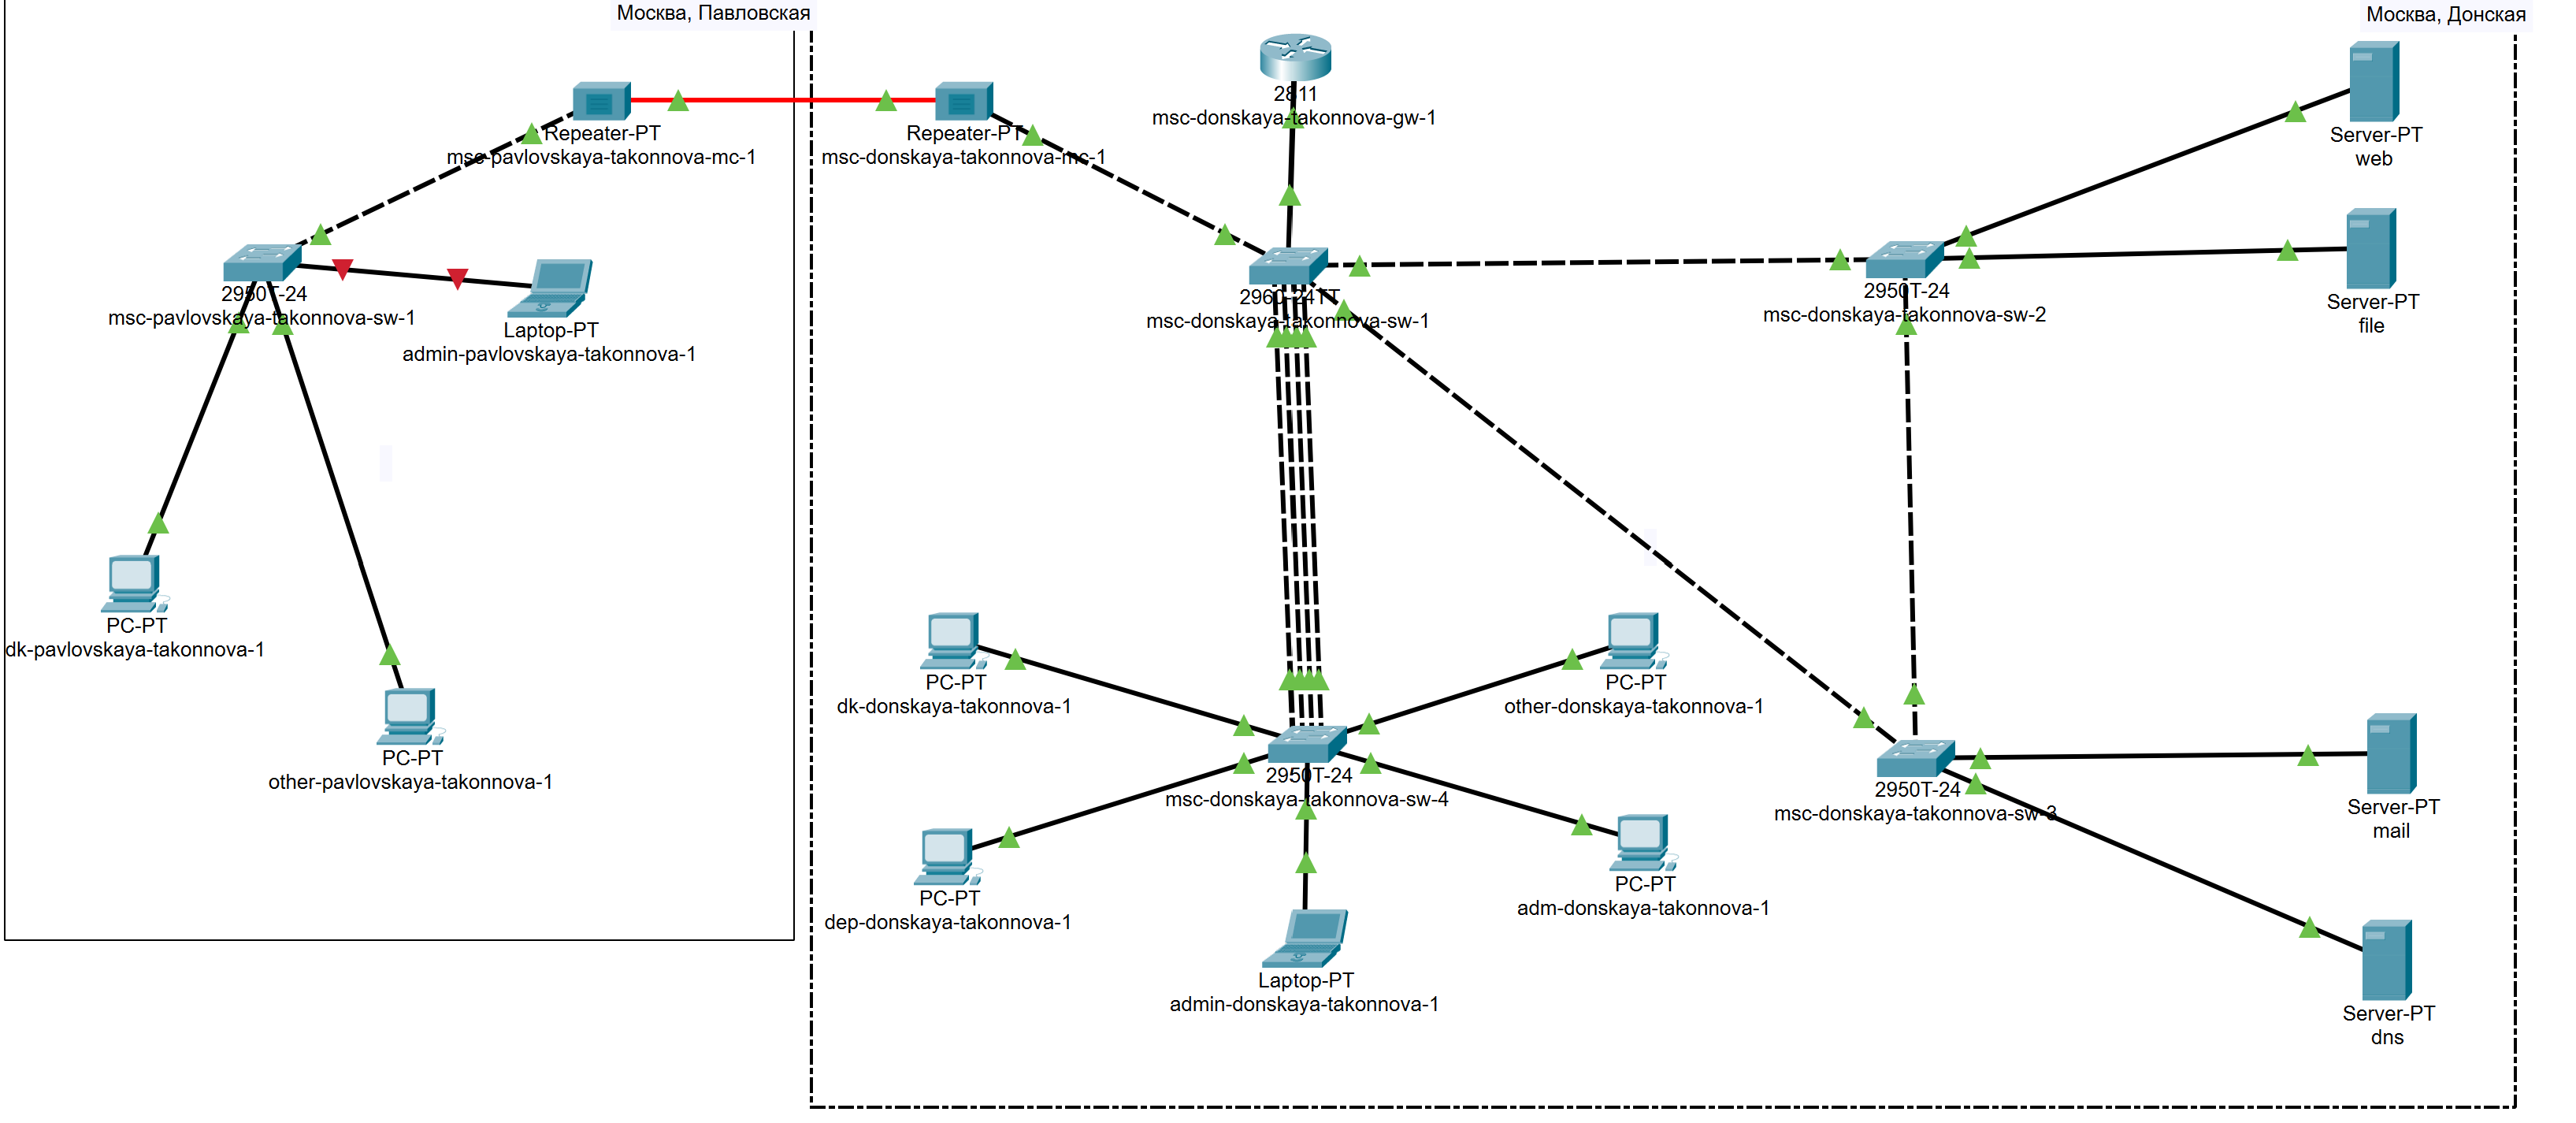 Москва, Павловская
Москва, Донская
2811
msc-donskaya-takonnova-gw-1
Repeater-PT
msc-pavlovskaya-takonnova-mc-1
Repeater-PT
msc-donskaya-takonnova-mc-1
Server-PT
web
2950T-24
msc-pavlovskaya-takonnova-sw-1
Laptop-PT
admin-pavlovskaya-takonnova-1
2960-24TT
msc-donskaya-takonnova-sw-1
2950T-24
msc-donskaya-takonnova-sw-2
Server-PT
file
PC-PT
dk-pavlovskaya-takonnova-1
PC-PT
other-pavlovskaya-takonnova-1
PC-PT
dk-donskaya-takonnova-1
PC-PT
other-donskaya-takonnova-1
2950T-24
msc-donskaya-takonnova-sw-4
2950T-24
msc-donskaya-takonnova-sw-3
Server-PT
mail
PC-PT
dep-donskaya-takonnova-1
PC-PT
adm-donskaya-takonnova-1
Laptop-PT
admin-donskaya-takonnova-1
Server-PT
dns